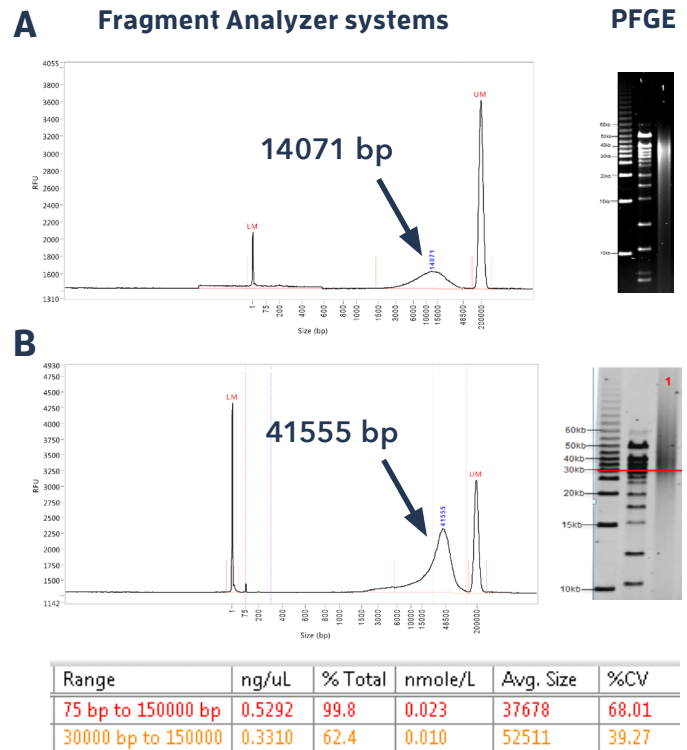 A
Fragment Analyzer systems
PFGE
4055
3800
3600
3400
3200
3000
2800
2600
2400
2200
2000
1800
1600
1310
RFU
LM
14071 bp
14071
UM
1 75 200 400 600 800 1000 1500 3000 6000 10000 15000 48500 200000
Size (bp)
1
50kb
40kb
30kb
20kb
15kb
10kb
B
4930
4750
4500
4250
4000
3750
3500
3250
3000
2750
2500
2250
2000
1750
1500
1142
RFU
LM
41555 bp
41555
UM
1 75 200 400 600 800 1000 1500 3000 6000 10000 15000 48500 200000
Size (bp)
1
60kb
50kb
40kb
30kb
20kb
15kb
10kb
Range ng/uL % Total nmole/L Avg. Size %CV
75 bp to 150000 bp 0.5292 99.8 0.023 37678 68.01
30000 bp to 150000 0.3310 62.4 0.010 52511 39.27